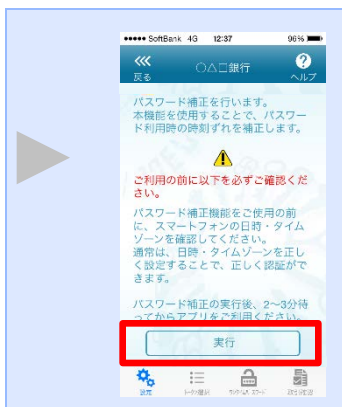 ●●●●● SoftBank 4G 12:37 96%
戻る ○△□銀行 ? ヘルプ
パスワード補正を行います。
本機能を使用することで、パスワー
ド利用時の時刻ずれを補正します。
ご利用の前に以下を必ずご確認くだ
さい。
パスワード補正機能をご使用の前
に、スマートフォンの日時・タイム
ゾーンを確認してください。
通常は、日時・タイムゾーンを正し
く設定することで、正しく認証がで
きます。
パスワード補正の実行後、2～3分待
ってからアプリをご利用ください。
実行
設定